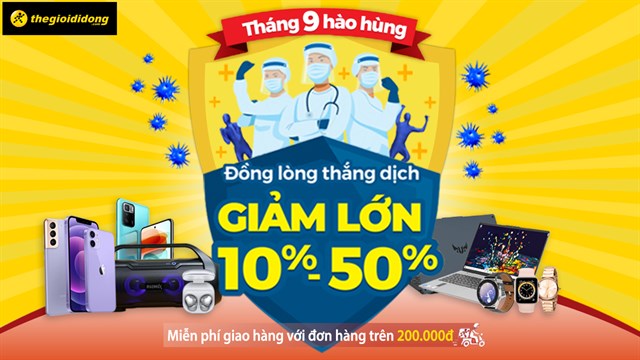 thegioididong
.com
Tháng 9 hào hùng
Đồng lòng thắng dịch
GIẢM LỚN
10%-50%
Miễn phí giao hàng với đơn hàng trên 200.000đ